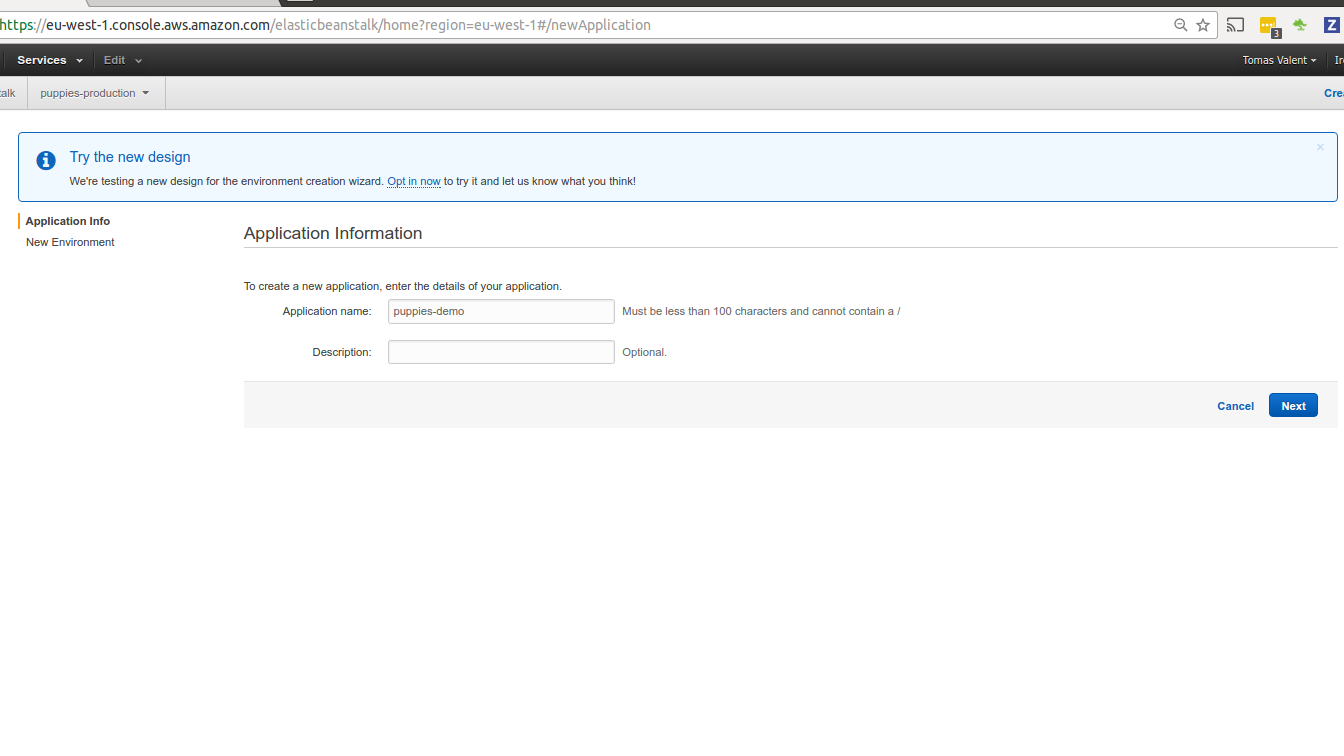 https://eu-west-1.console.aws.amazon.com/elasticbeanstalk/home?region=eu-west-1#/newApplication
3
Z
Services Edit Tomas Valent
puppies-production
Try the new design
We're testing a new design for the environment creation wizard. Opt in now to try it and let us know what you think!
Application Info
New Environment
Application Information
To create a new application, enter the details of your application.
Application name: puppies-demo Must be less than 100 characters and cannot contain a /
Description: Optional.
Cancel Next